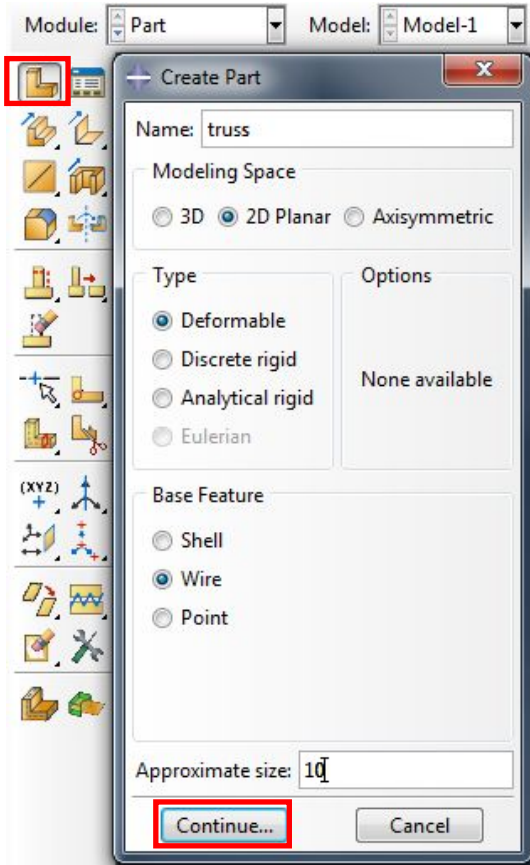 Module: Part Model: Model-1
Create Part
Name: truss
Modeling Space
3D 2D Planar Axisymmetric
Type
Options
Deformable
Discrete rigid
Analytical rigid
Eulerian
None available
(XYZ)
Base Feature
Shell
Wire
Point
Approximate size: 10
Continue... Cancel